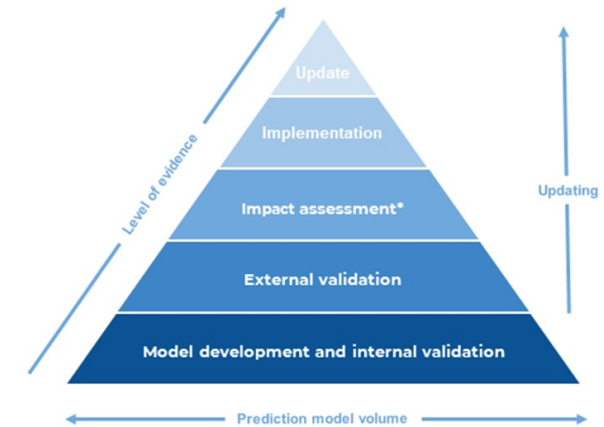 Update
Implementation
Level of evidence
Updating
Impact assessment*
External validation
Model development and internal validation
Prediction model volume